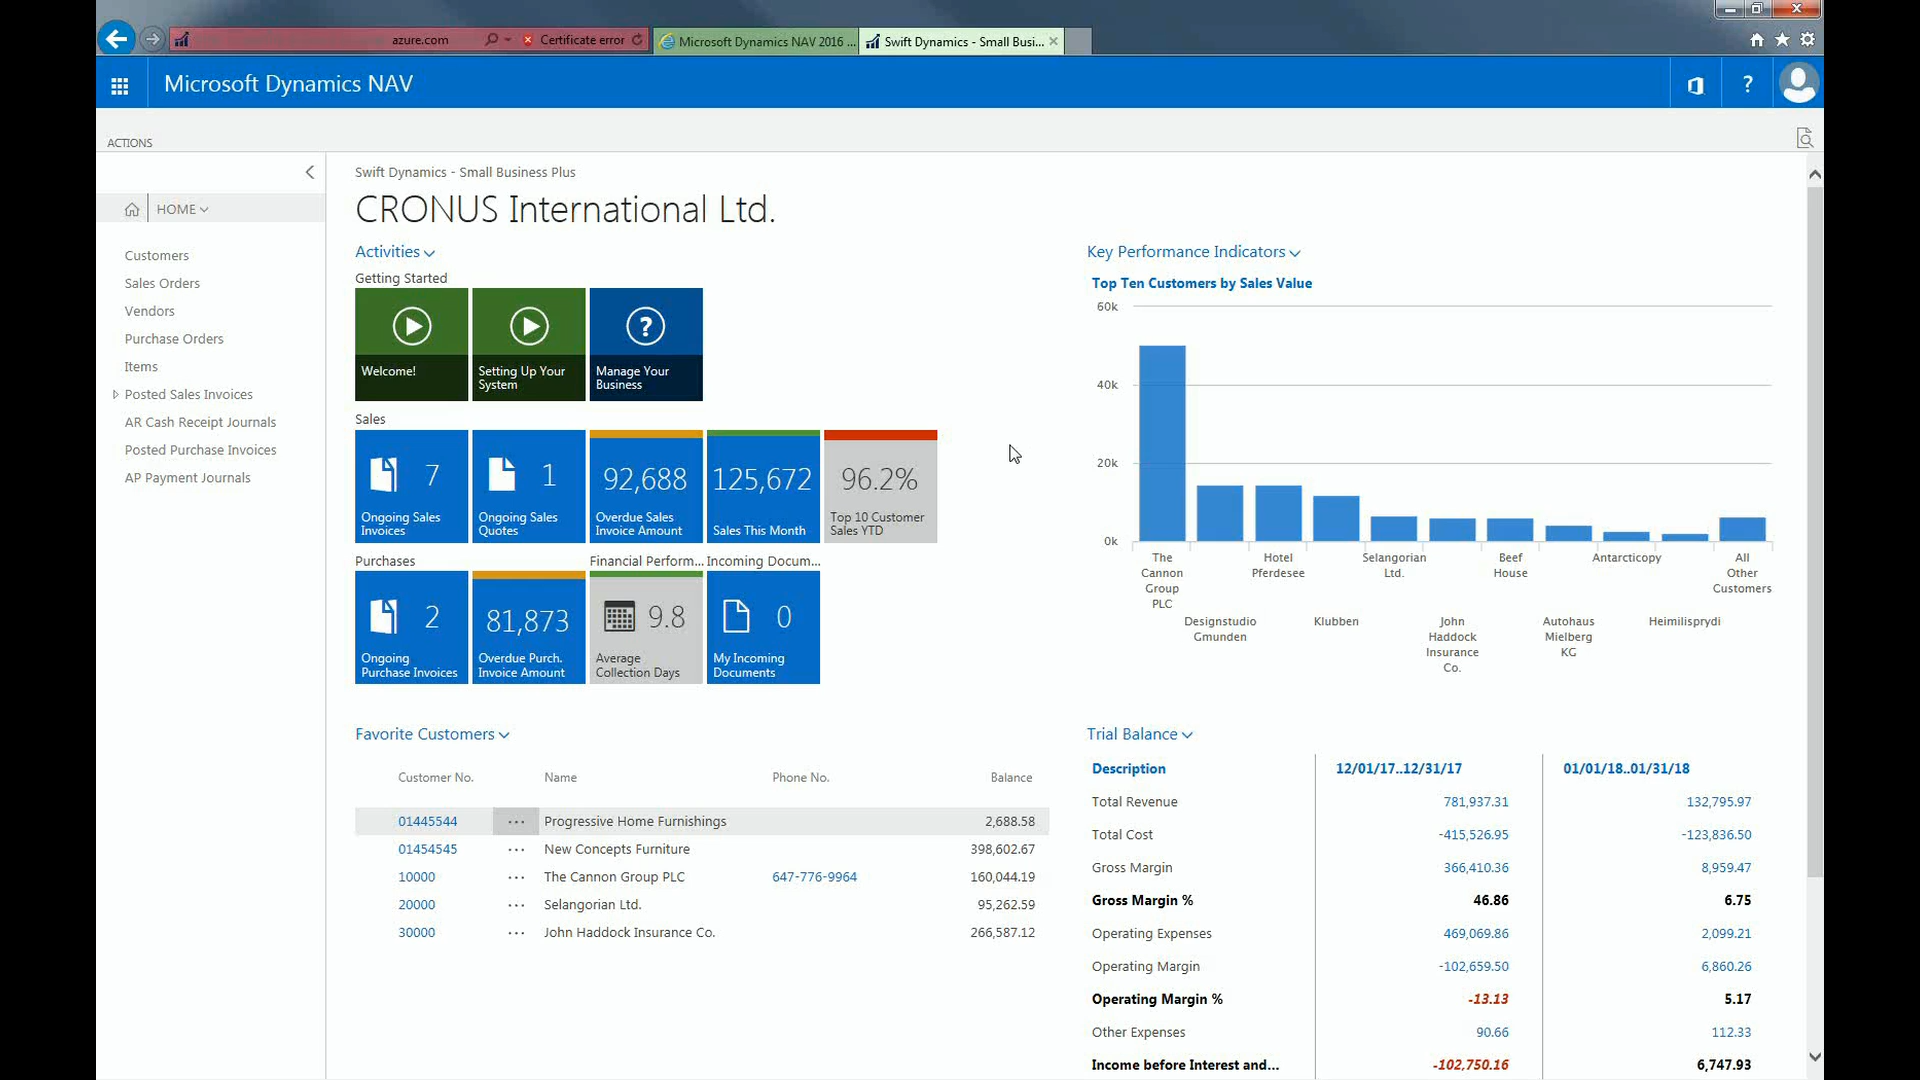 azure.com
Certificate error
Microsoft Dynamics NAV 2016 ...
Swift Dynamics - Small Busi...
Microsoft Dynamics NAV
?
ACTIONS
HOME
Customers
Sales Orders
Vendors
Purchase Orders
Items
Posted Sales Invoices
AR Cash Receipt Journals
Posted Purchase Invoices
AP Payment Journals
Swift Dynamics - Small Business Plus
CRONUS International Ltd.
Activities
Getting Started
Welcome!
Setting Up Your
System
?
Manage Your
Business
Sales
7
Ongoing Sales
Invoices
1
Ongoing Sales
Quotes
92,688
Overdue Sales
Invoice Amount
125,672
Sales This Month
96.2%
Top 10 Customer
Sales YTD
Purchases
Financial Perform...
Incoming Docum...
2
Ongoing
Purchase Invoices
81,873
Overdue Purch.
Invoice Amount
9.8
Average
Collection Days
0
My Incoming
Documents
Key Performance Indicators
Top Ten Customers by Sales Value
60k
40k
20k
0k
The
Cannon
Group
PLC
Designstudio
Gmunden
Hotel
Pferdesee
Klubben
Selangorian
Ltd.
John
Haddock
Insurance
Co.
Beef
House
Autohaus
Mielberg
KG
Antarcticopy
Heimilisprydi
All
Other
Customers
Favorite Customers
Customer No. Name Phone No. Balance
01445544 ... Progressive Home Furnishings 2,688.58
01454545 ... New Concepts Furniture 398,602.67
10000 ... The Cannon Group PLC 647-776-9964 160,044.19
20000 ... Selangorian Ltd. 95,262.59
30000 ... John Haddock Insurance Co. 266,587.12
Trial Balance
Description 12/01/17..12/31/17 01/01/18..01/31/18
Total Revenue 781,937.31 132,795.97
Total Cost -415,526.95 -123,836.50
Gross Margin 366,410.36 8,959.47
Gross Margin % 46.86 6.75
Operating Expenses 469,069.86 2,099.21
Operating Margin -102,659.50 6,860.26
Operating Margin % -13.13 5.17
Other Expenses 90.66 112.33
Income before Interest and... -102,750.16 6,747.93